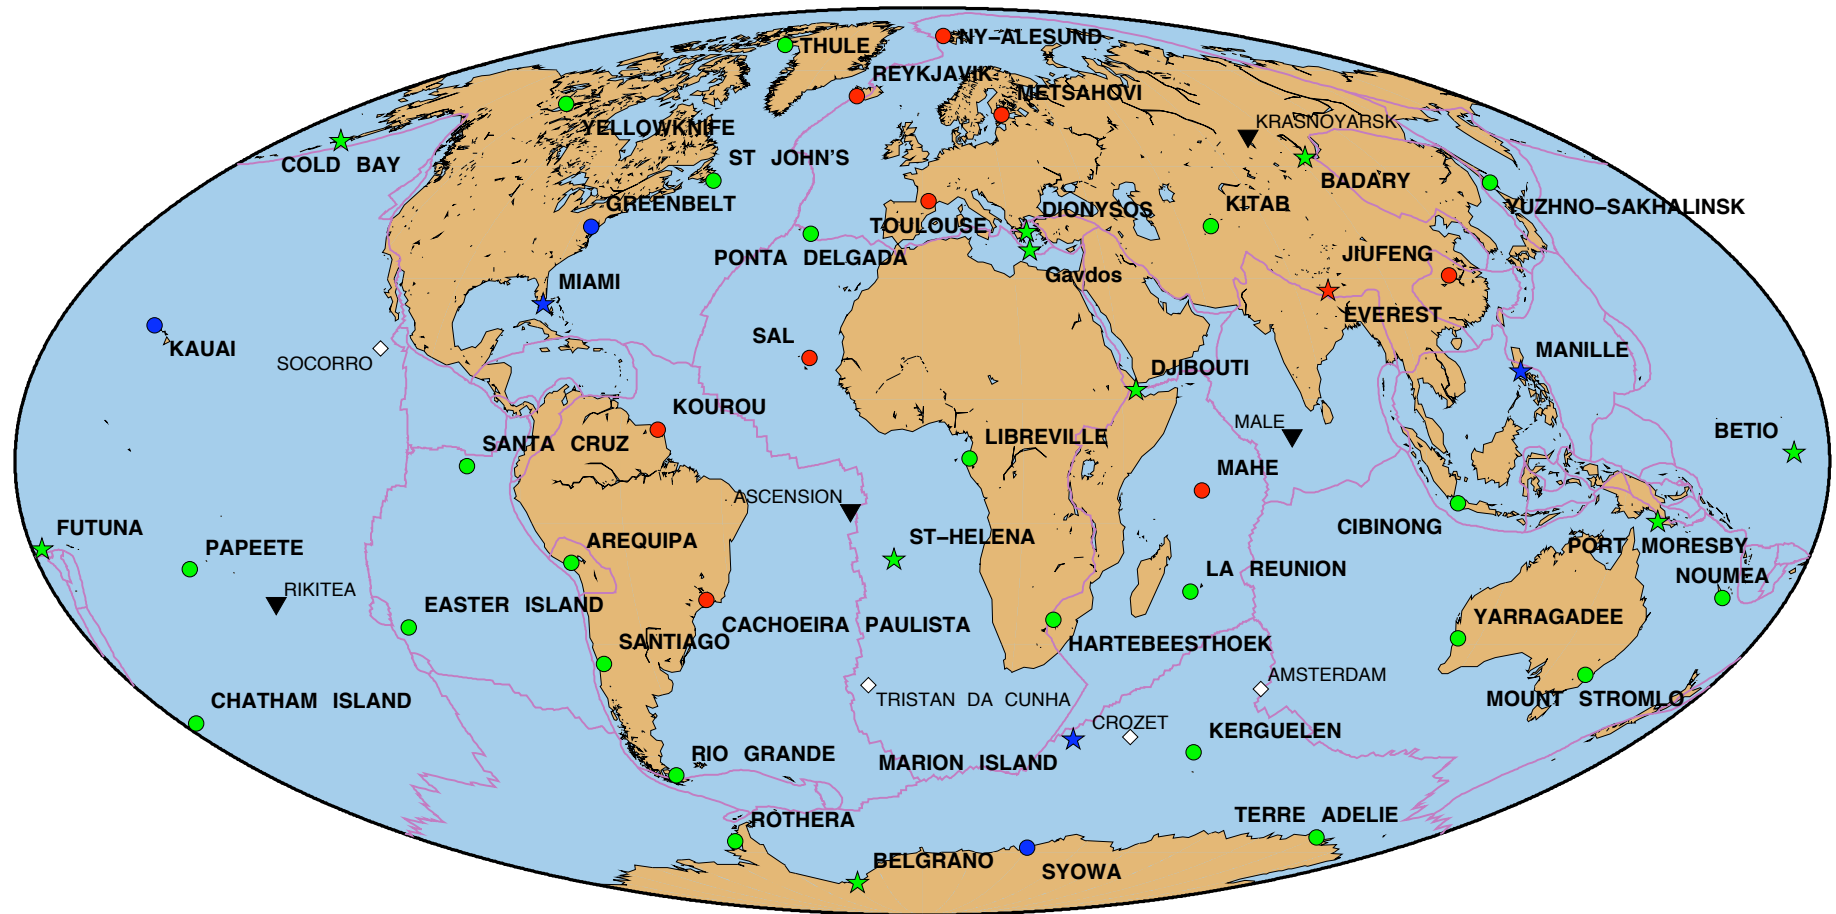 NY-ALESUND
THULE
REYKJAVIK
METSAHOVI
KRASNOYARSK
YELLOWKNIFE
ST JOHN'S
COLD BAY
BADARY
GREENBELT
DIONYSOS
KITAB
YUZHNO-SAKHALINSK
TOULOUSE
PONTA DELGADA
JIUFENG
Gavdos
MIAMI
EVEREST
SAL
KAUAI
MANILLE
SOCORRO
DJIBOUTI
KOUROU
MALE
BETIO
SANTA CRUZ
LIBREVILLE
MAHE
ASCENSION
FUTUNA
CIBINONG
ST-HELENA
AREQUIPA
PAPEETE
PORT MORESBY
LA REUNION
NOUMEA
RIKITEA
EASTER ISLAND
YARRAGADEE
CACHOEIRA PAULISTA
SANTIAGO
HARTEBEESTHOEK
AMSTERDAM
CHATHAM ISLAND
TRISTAN DA CUNHA
MOUNT STROMLO
CROZET
KERGUELEN
RIO GRANDE
MARION ISLAND
TERRE ADELIE
ROTHERA
BELGRANO
SYOWA